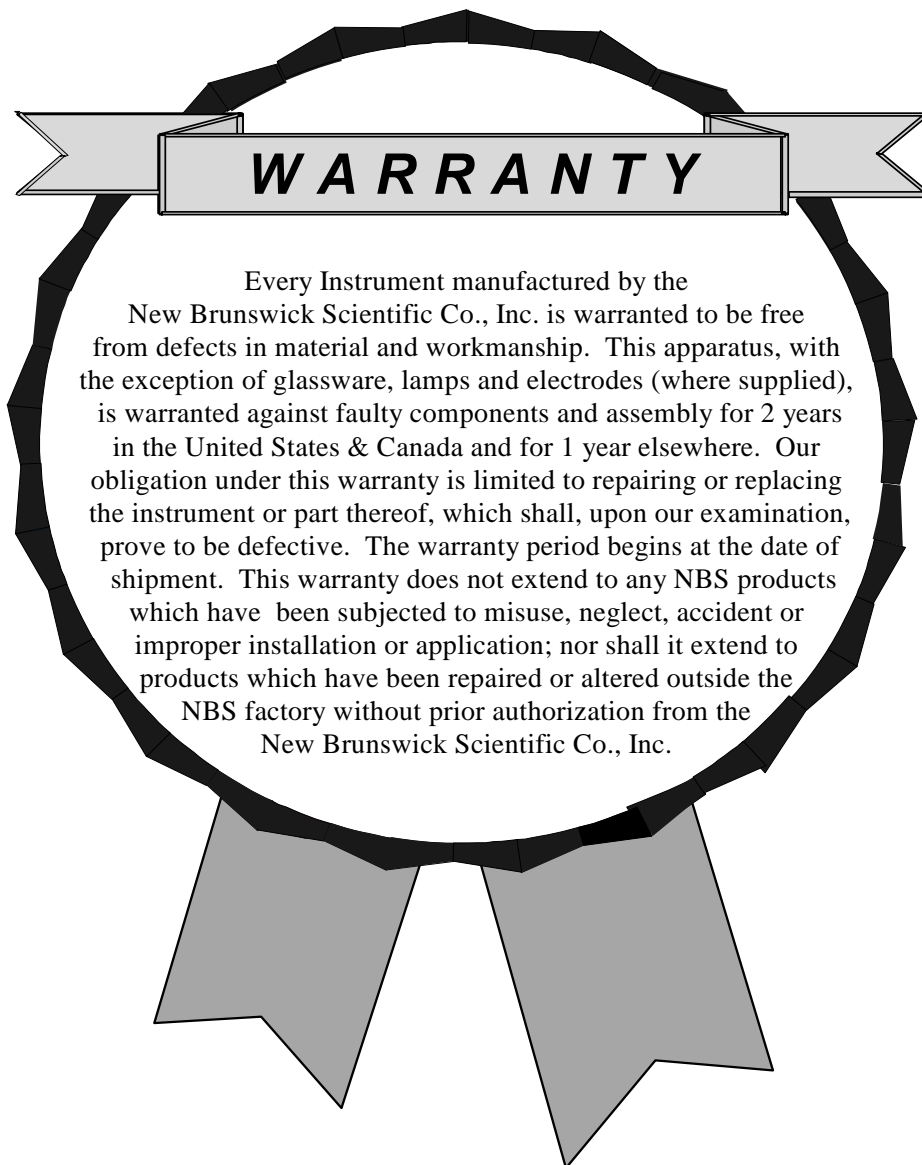 WARRANTY
Every Instrument manufactured by the
New Brunswick Scientific Co., Inc. is warranted to be free
from defects in material and workmanship.  This apparatus, with
the exception of glassware, lamps and electrodes (where supplied),
is warranted against faulty components and assembly for 2 years
in the United States & Canada and for 1 year elsewhere.  Our
obligation under this warranty is limited to repairing or replacing
the instrument or part thereof, which shall, upon our examination,
prove to be defective.  The warranty period begins at the date of
shipment.  This warranty does not extend to any NBS products
which have  been subjected to misuse, neglect, accident or
improper installation or application; nor shall it extend to
products which have been repaired or altered outside the
NBS factory without prior authorization from the
New Brunswick Scientific Co., Inc.